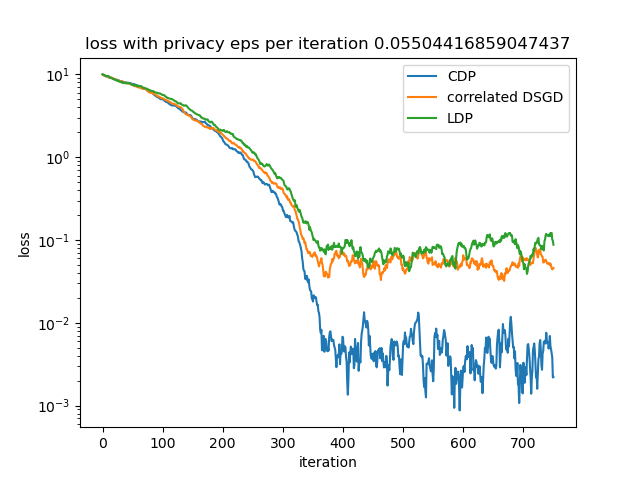 loss with privacy eps per iteration 0.05504416859047437
CDP
correlated DSGD
LDP
loss
10¹
10⁰
10⁻¹
10⁻²
10⁻³
0 100 200 300 400 500 600 700
iteration